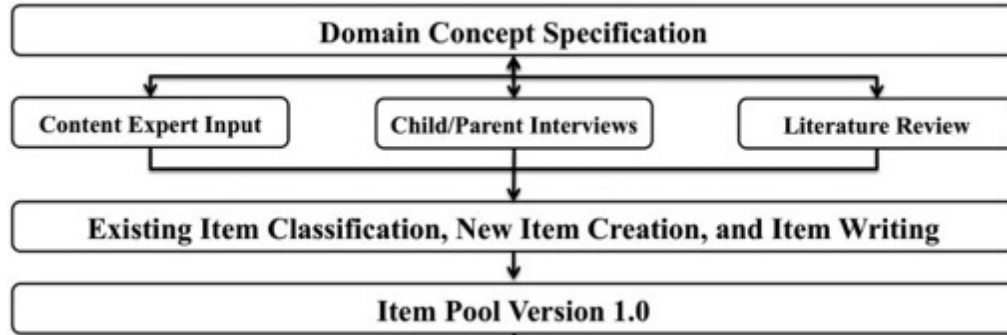 Domain Concept Specification
Content Expert Input
Child/Parent Interviews
Literature Review
Existing Item Classification, New Item Creation, and Item Writing
Item Pool Version 1.0